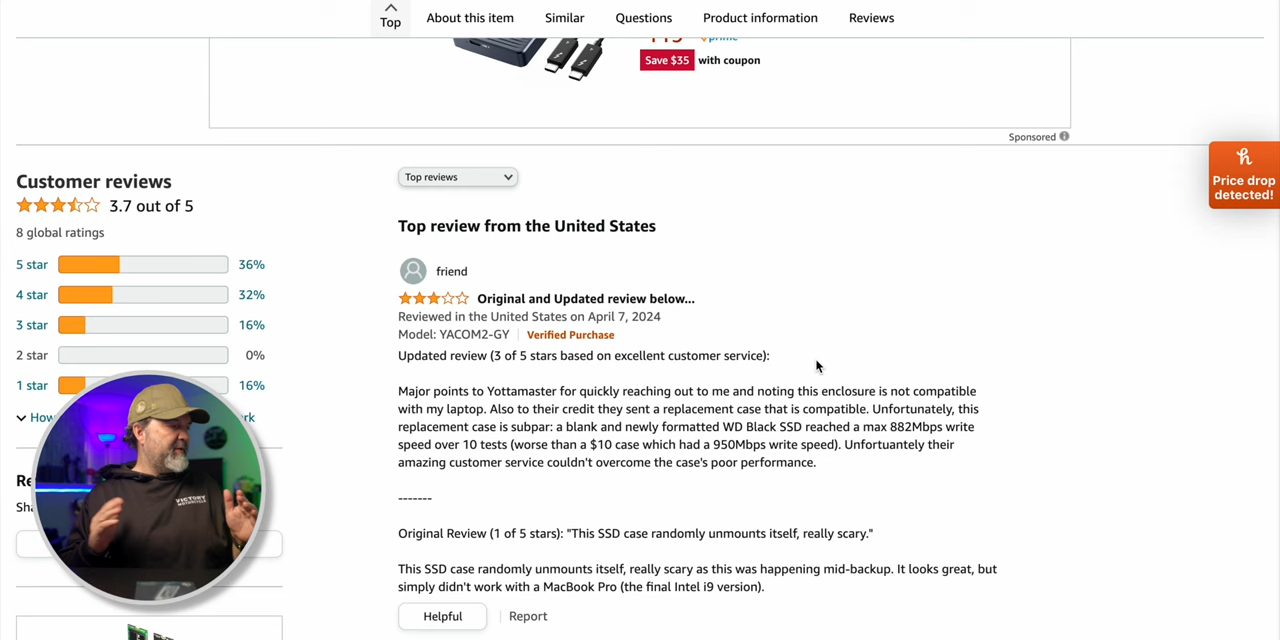 Top
About this item
Similar
Questions
Product information
Reviews
Save $35 with coupon
Sponsored
Price drop
detected!
Customer reviews
3.7 out of 5
8 global ratings
5 star 36%
4 star 32%
3 star 16%
2 star 0%
1 star 16%
Top reviews
Top review from the United States
friend
Original and Updated review below...
Reviewed in the United States on April 7, 2024
Model: YACOM2-GY
Verified Purchase
Updated review (3 of 5 stars based on excellent customer service):
Major points to Yottamaster for quickly reaching out to me and noting this enclosure is not compatible
with my laptop. Also to their credit they sent a replacement case that is compatible. Unfortunately, this
replacement case is subpar: a blank and newly formatted WD Black SSD reached a max 882Mbps write
speed over 10 tests (worse than a $10 case which had a 950Mbps write speed). Unfortuantely their
amazing customer service couldn't overcome the case's poor performance.
-------
Original Review (1 of 5 stars): "This SSD case randomly unmounts itself, really scary."
This SSD case randomly unmounts itself, really scary as this was happening mid-backup. It looks great, but
simply didn't work with a MacBook Pro (the final Intel i9 version).
Helpful
Report
VICTORY